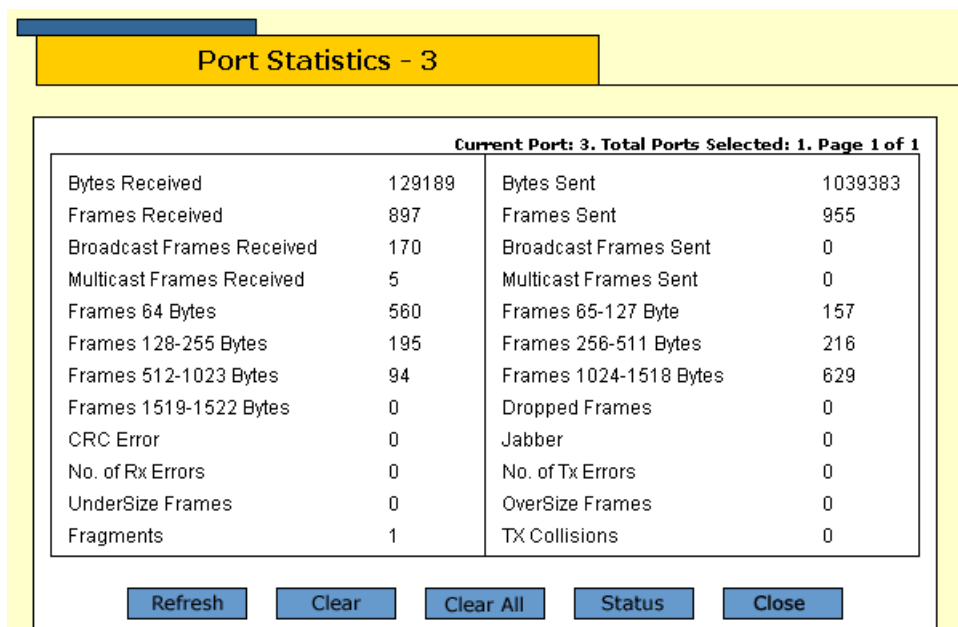 Port Statistics - 3
Current Port: 3. Total Ports Selected: 1. Page 1 of 1
Bytes Received 129189 Bytes Sent 1039383
Frames Received 897 Frames Sent 955
Broadcast Frames Received 170 Broadcast Frames Sent 0
Multicast Frames Received 5 Multicast Frames Sent 0
Frames 64 Bytes 560 Frames 65-127 Byte 157
Frames 128-255 Bytes 195 Frames 256-511 Bytes 216
Frames 512-1023 Bytes 94 Frames 1024-1518 Bytes 629
Frames 1519-1522 Bytes 0 Dropped Frames 0
CRC Error 0 Jabber 0
No. of Rx Errors 0 No. of Tx Errors 0
UnderSize Frames 0 OverSize Frames 0
Fragments 1 TX Collisions 0
Refresh Clear Clear All Status Close